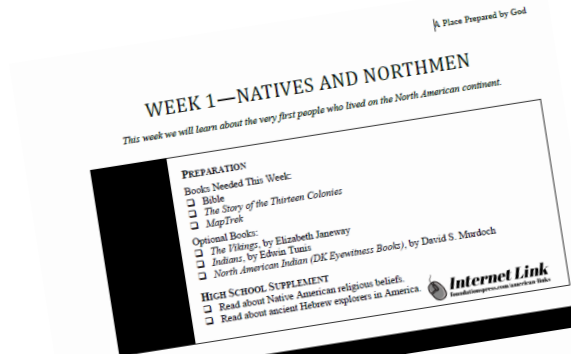 A Place Prepared by God
WEEK 1—NATIVES AND NORTHMEN
This week we will learn about the very first people who lived on the North American continent.
PREPARATION
Books Needed This Week:
❑ Bible
❑ The Story of the Thirteen Colonies
❑ MapTrek
Optional Books:
❑ The Vikings, by Elizabeth Janeway
❑ Indians, by Edwin Tunis
❑ North American Indian (DK Eyewitness Books), by David S. Murdoch
HIGH SCHOOL SUPPLEMENT
❑ Read about Native American religious beliefs.
❑ Read about ancient Hebrew explorers in America.
Internet Link
foundationspress.com/american-links